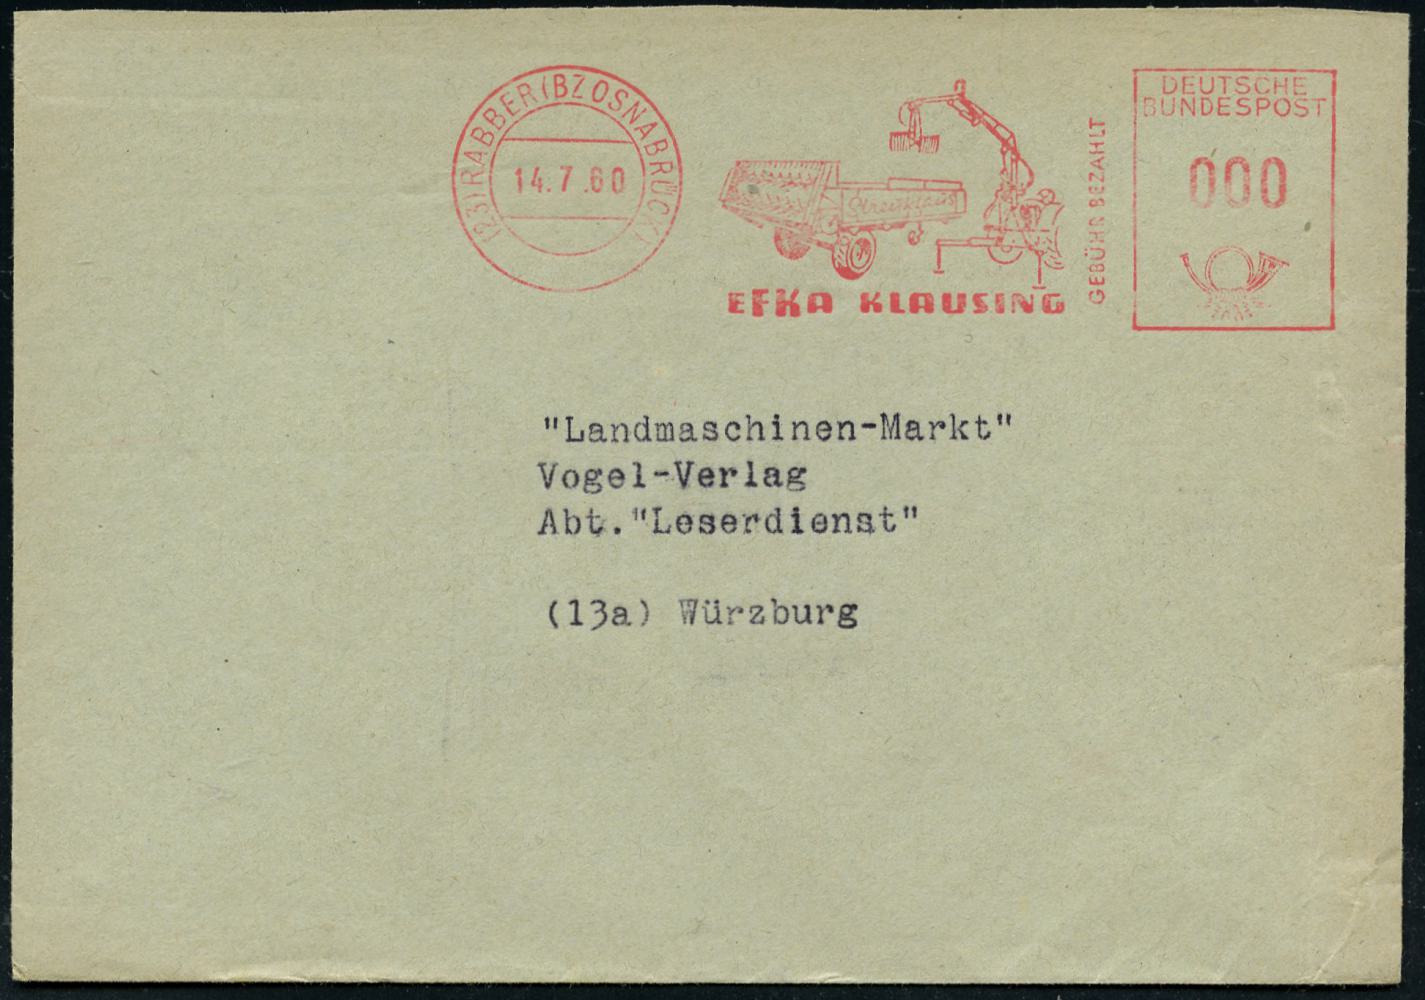 (23) RABBER (BZ OSNABRÜCK)
14.7.60
Streuklaus
EFKA KLAUSING
GEBÜHR BEZAHLT
DEUTSCHE
BUNDESPOST
000
"Landmaschinen-Markt"
Vogel-Verlag
Abt."Leserdienst"
(13a) Würzburg